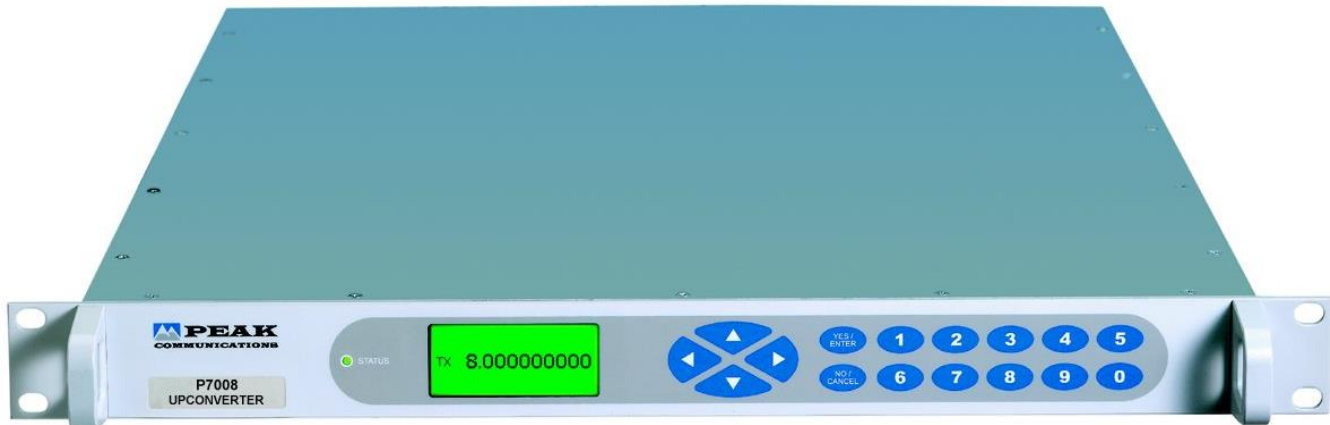 PEAK
COMMUNICATIONS
P7008
UPCONVERTER
STATUS
TX 8.000000000
YES /
ENTER
1 2 3 4 5
NO /
CANCEL
6 7 8 9 0